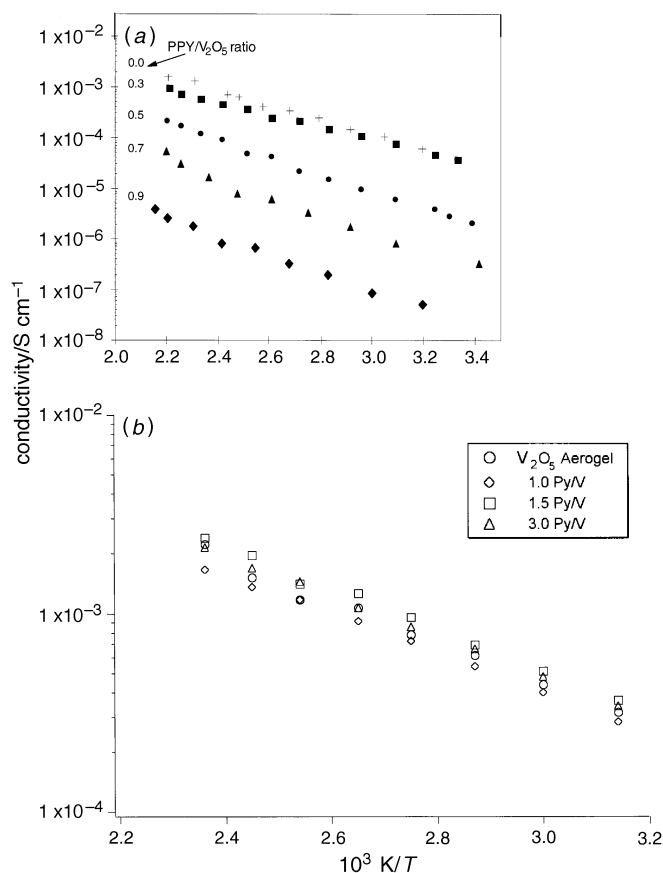 (a)
PPY/V₂O₅ ratio
0.0
0.3
0.5
0.7
0.9
1 x10⁻²
1 x10⁻³
1 x10⁻⁴
1 x10⁻⁵
1 x10⁻⁶
1 x10⁻⁷
1 x10⁻⁸
2.0 2.2 2.4 2.6 2.8 3.0 3.2 3.4
conductivity/S cm⁻¹
(b)
1 x10⁻²
1 x10⁻³
1 x10⁻⁴
V₂O₅ Aerogel
1.0 Py/V
1.5 Py/V
3.0 Py/V
2.2 2.4 2.6 2.8 3.0 3.2
10³ K/T